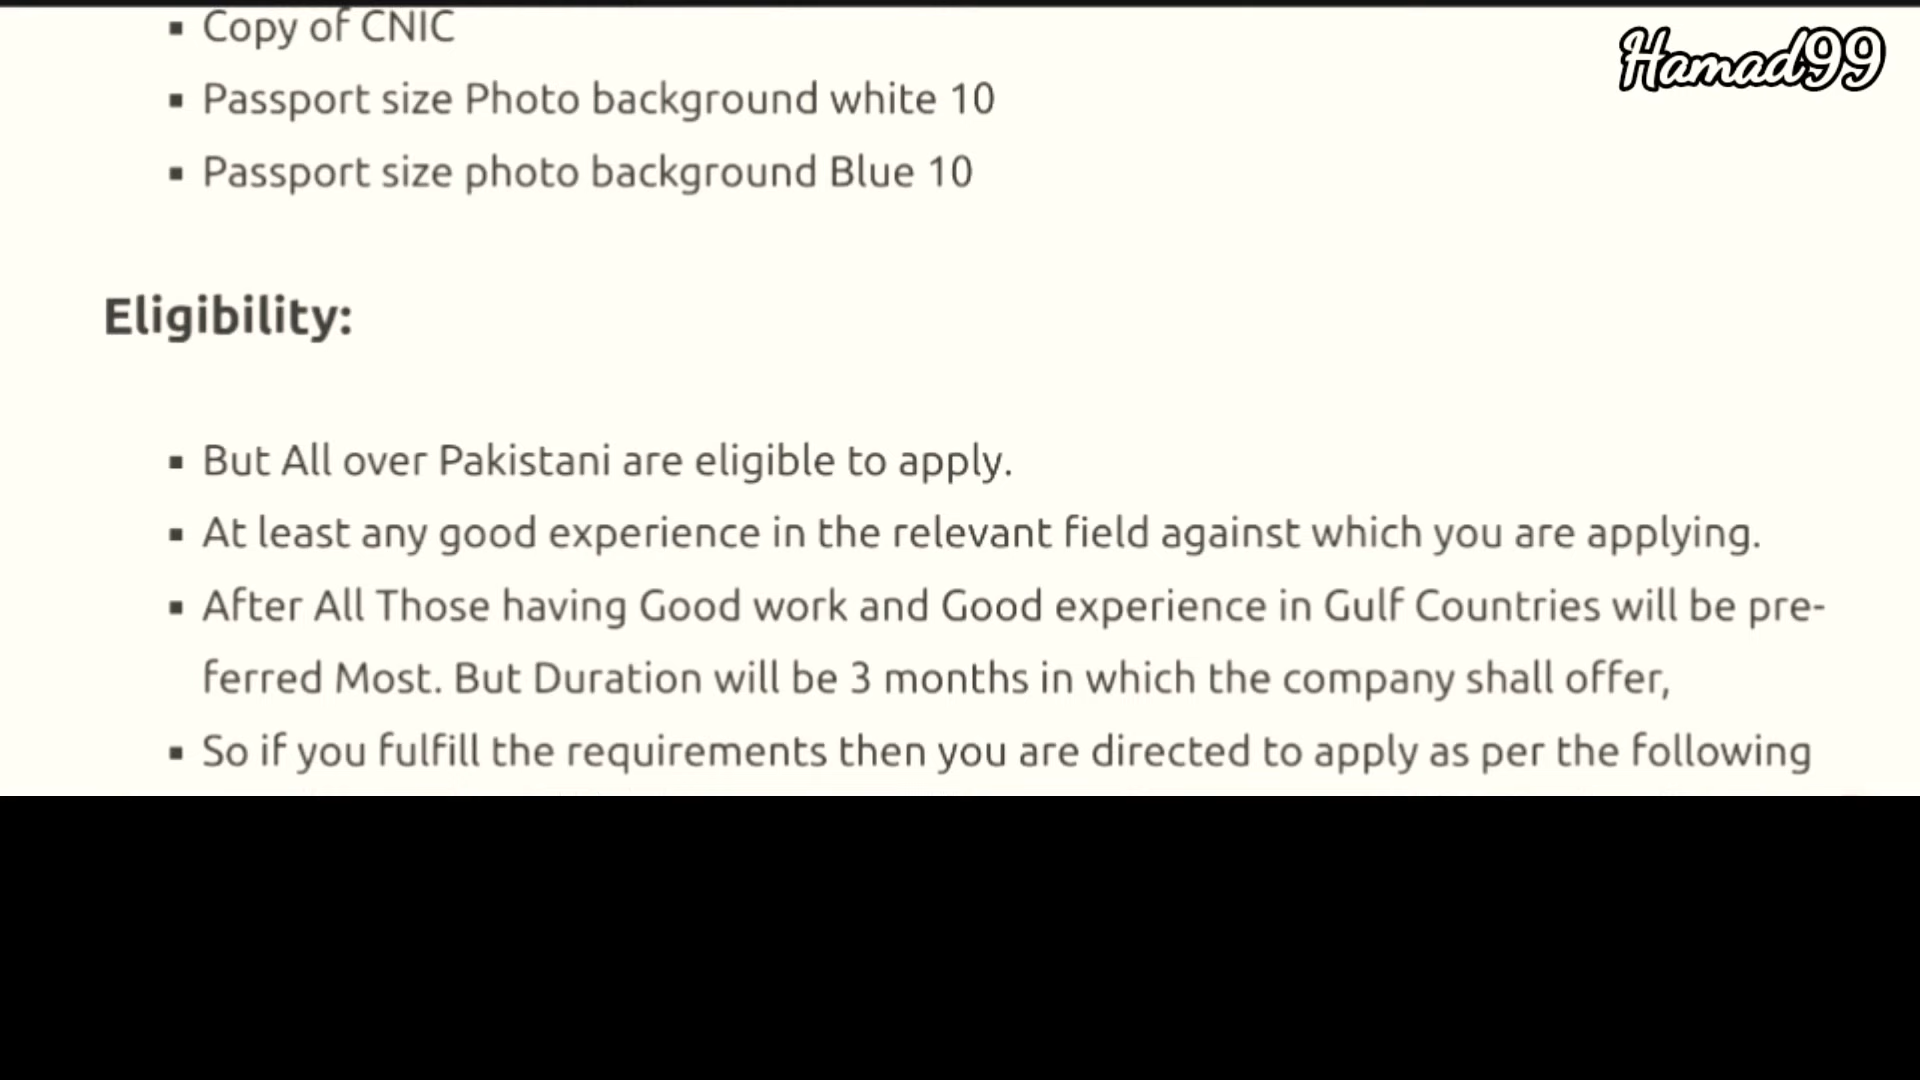 Copy of CNIC
Hamad99
Passport size Photo background white 10
Passport size photo background Blue 10
Eligibility:
But All over Pakistani are eligible to apply.
At least any good experience in the relevant field against which you are applying.
After All Those having Good work and Good experience in Gulf Countries will be pre-
ferred Most. But Duration will be 3 months in which the company shall offer,
So if you fulfill the requirements then you are directed to apply as per the following